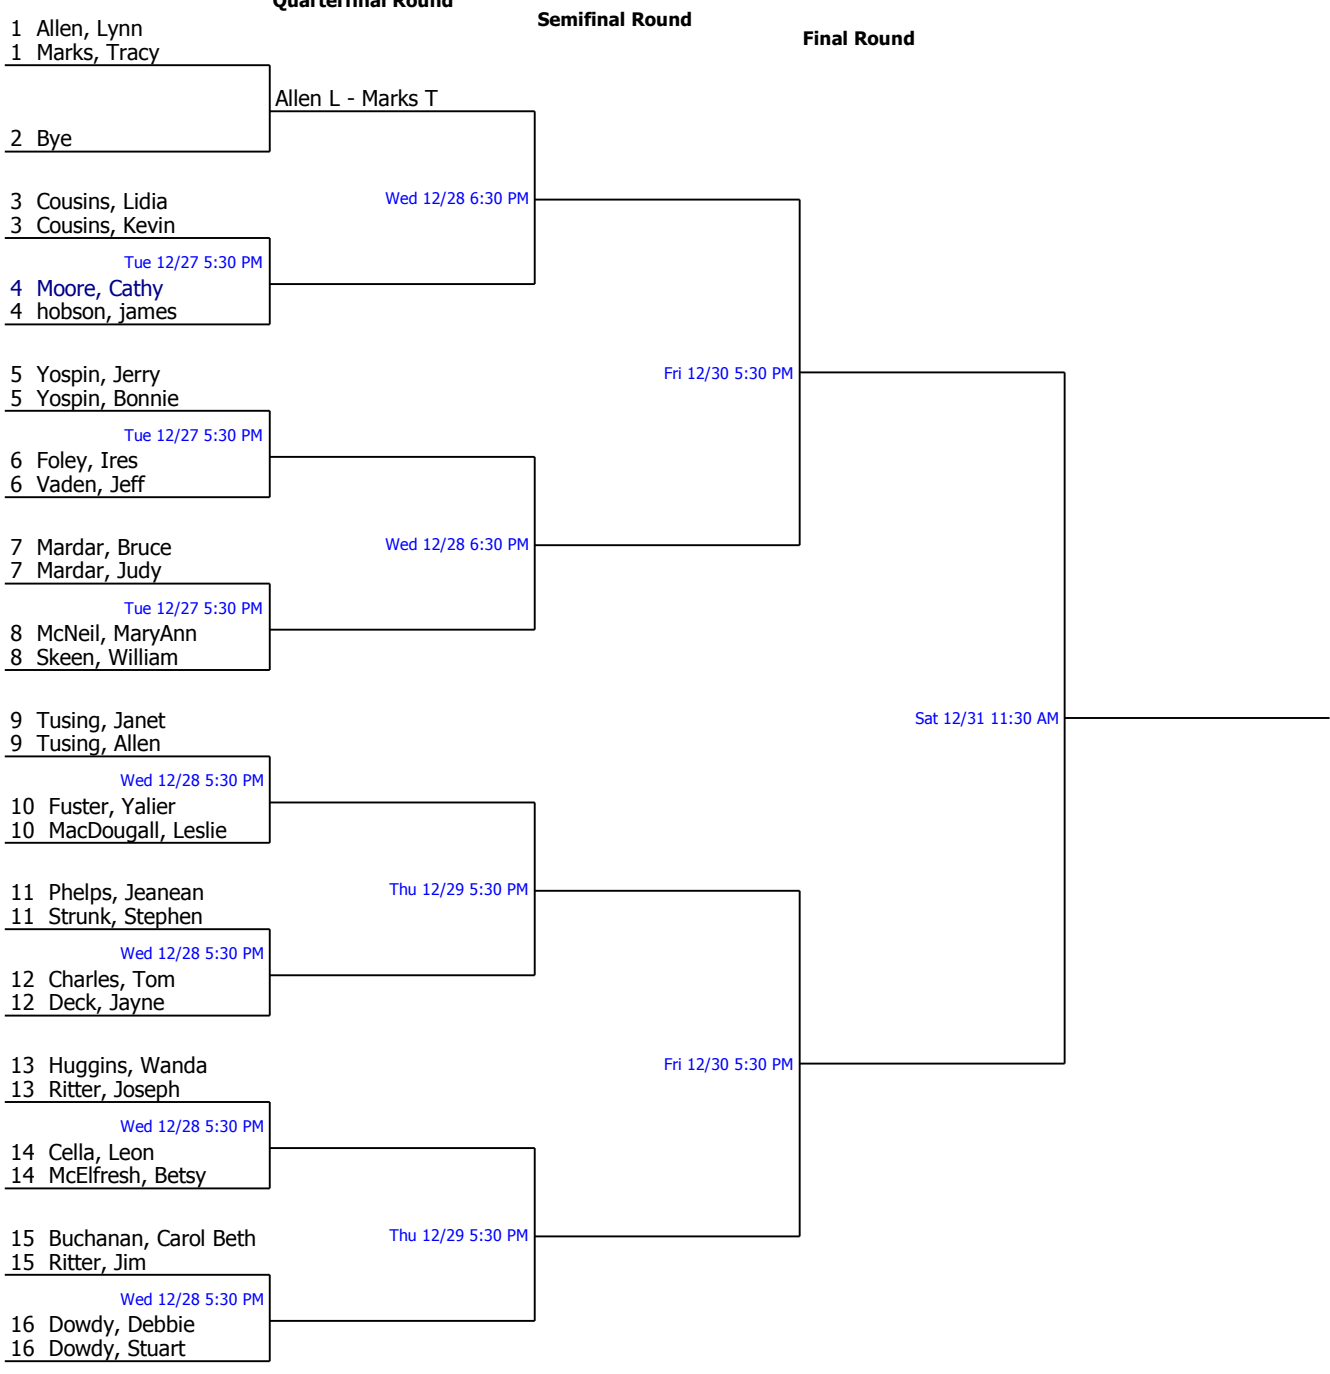 Quarterfinal Round
Semifinal Round
Final Round
1 Allen, Lynn
1 Marks, Tracy
Allen L - Marks T
2 Bye
3 Cousins, Lidia
3 Cousins, Kevin
Wed 12/28 6:30 PM
Tue 12/27 5:30 PM
4 Moore, Cathy
4 hobson, james
5 Yospin, Jerry
5 Yospin, Bonnie
Fri 12/30 5:30 PM
Tue 12/27 5:30 PM
6 Foley, Ires
6 Vaden, Jeff
7 Mardar, Bruce
7 Mardar, Judy
Wed 12/28 6:30 PM
Tue 12/27 5:30 PM
8 McNeil, MaryAnn
8 Skeen, William
9 Tusing, Janet
9 Tusing, Allen
Sat 12/31 11:30 AM
Wed 12/28 5:30 PM
10 Fuster, Yalier
10 MacDougall, Leslie
11 Phelps, Jeanean
11 Strunk, Stephen
Thu 12/29 5:30 PM
Wed 12/28 5:30 PM
12 Charles, Tom
12 Deck, Jayne
13 Huggins, Wanda
13 Ritter, Joseph
Fri 12/30 5:30 PM
Wed 12/28 5:30 PM
14 Cella, Leon
14 McElfresh, Betsy
15 Buchanan, Carol Beth
15 Ritter, Jim
Thu 12/29 5:30 PM
Wed 12/28 5:30 PM
16 Dowdy, Debbie
16 Dowdy, Stuart